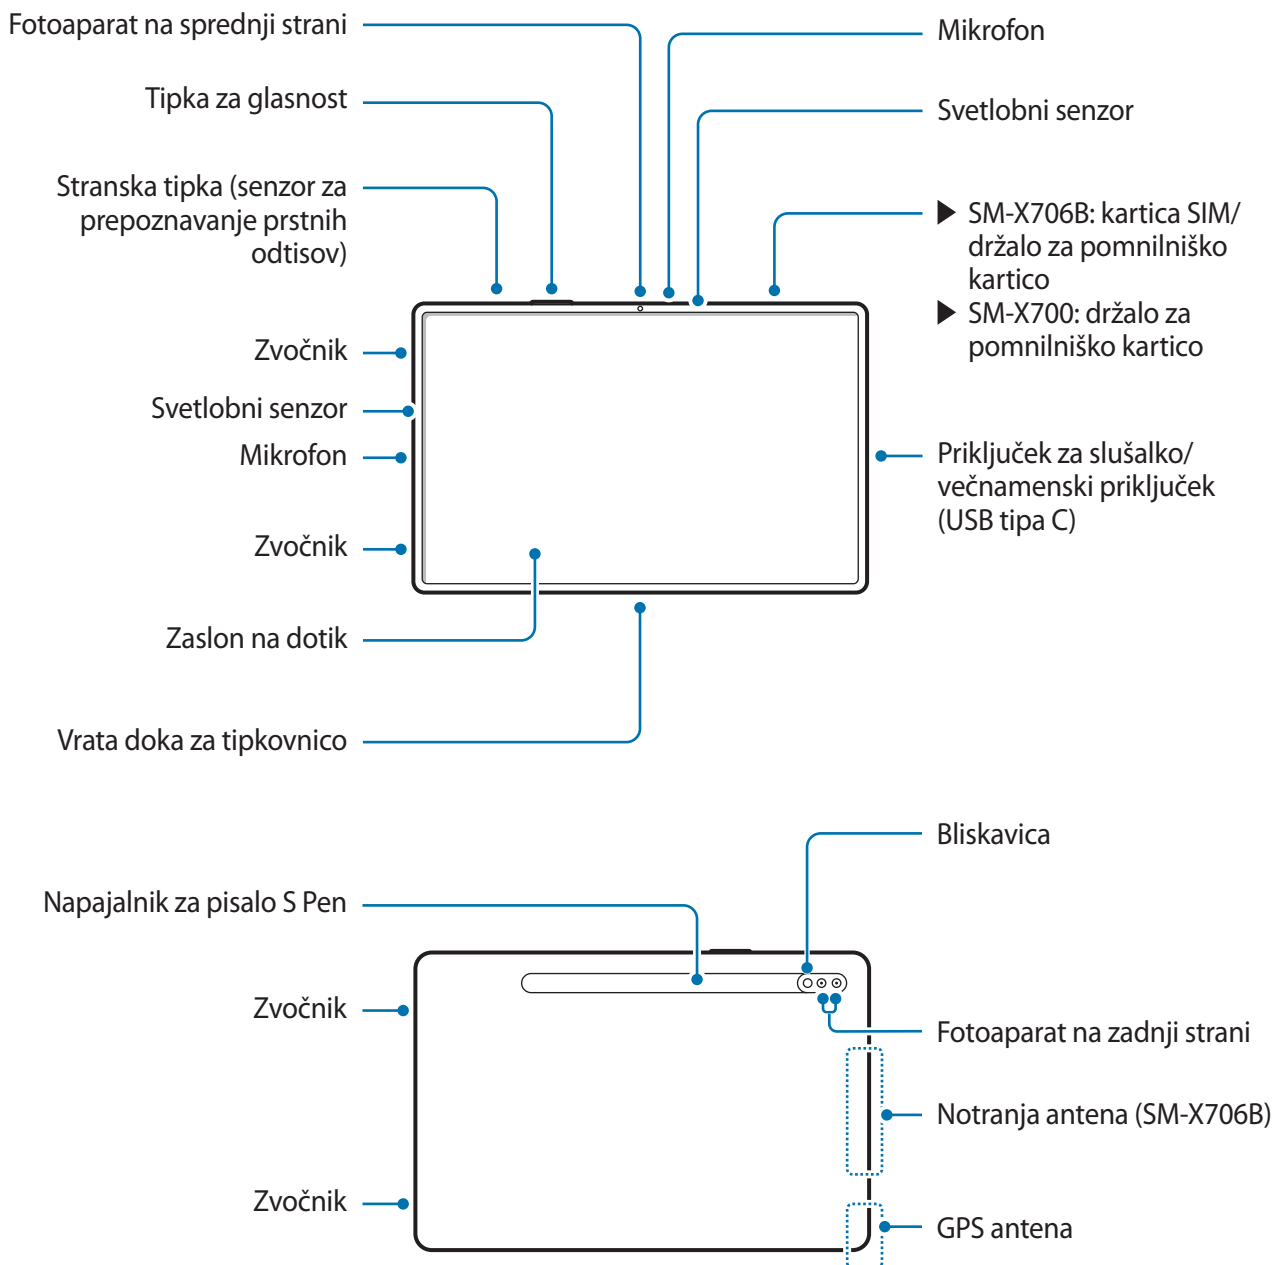 Fotoaparat na sprednji strani
Tipka za glasnost
Stranska tipka (senzor za
prepoznavanje prstnih
odtisov)
Zvočnik
Svetlobni senzor
Mikrofon
Zvočnik
Zaslon na dotik
Vrata doka za tipkovnico
Mikrofon
Svetlobni senzor
▶ SM-X706B: kartica SIM/
držalo za pomnilniško
kartico
▶ SM-X700: držalo za
pomnilniško kartico
Priključek za slušalko/
večnamenski priključek
(USB tipa C)
Napajalnik za pisalo S Pen
Zvočnik
Zvočnik
Bliskavica
Fotoaparat na zadnji strani
Notranja antena (SM-X706B)
GPS antena